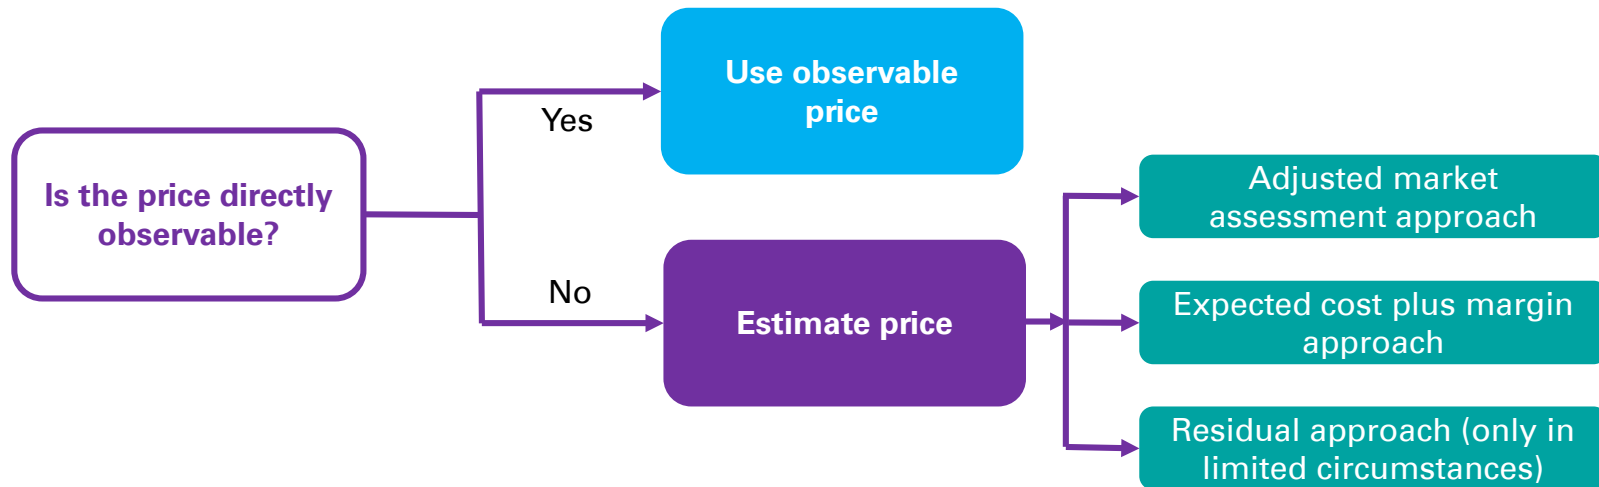 Is the price directly
observable?
Yes
Use observable
price
No
Estimate price
Adjusted market
assessment approach
Expected cost plus margin
approach
Residual approach (only in
limited circumstances)